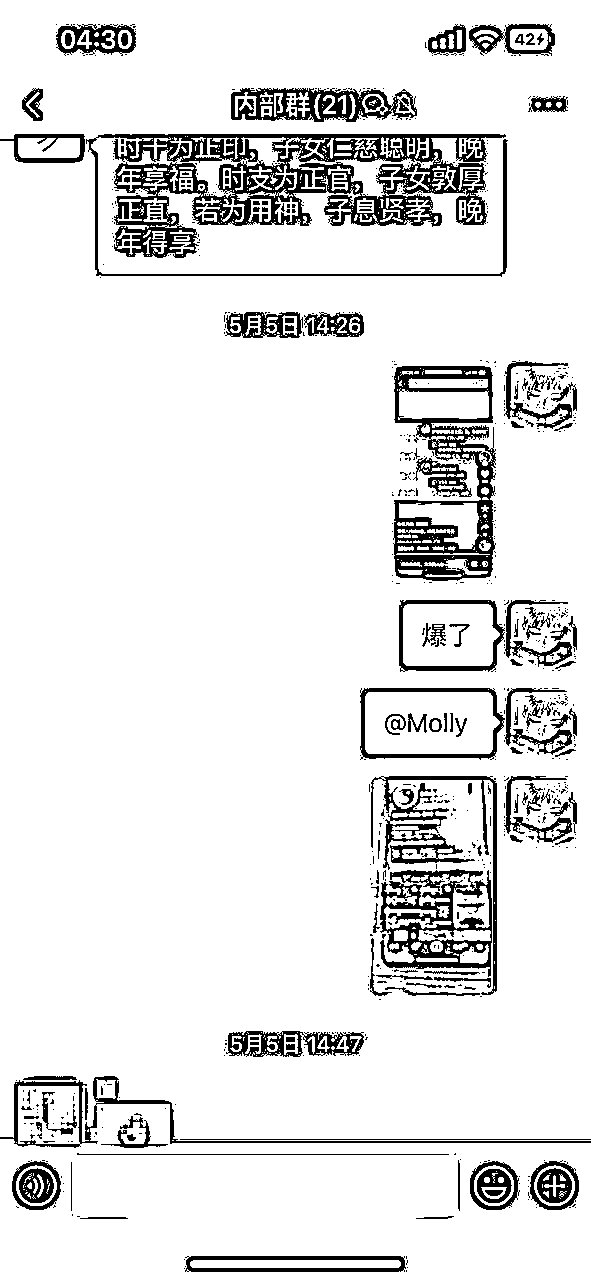 04:30
42
内部群(21)
时干为正印，子女仁慈聪明，晚
年享福。时支为正官，子女敦厚
正直，若为用神，子息贤孝，晚
年得享
5月5日 14:26
爆了
@Molly
5月5日 14:47